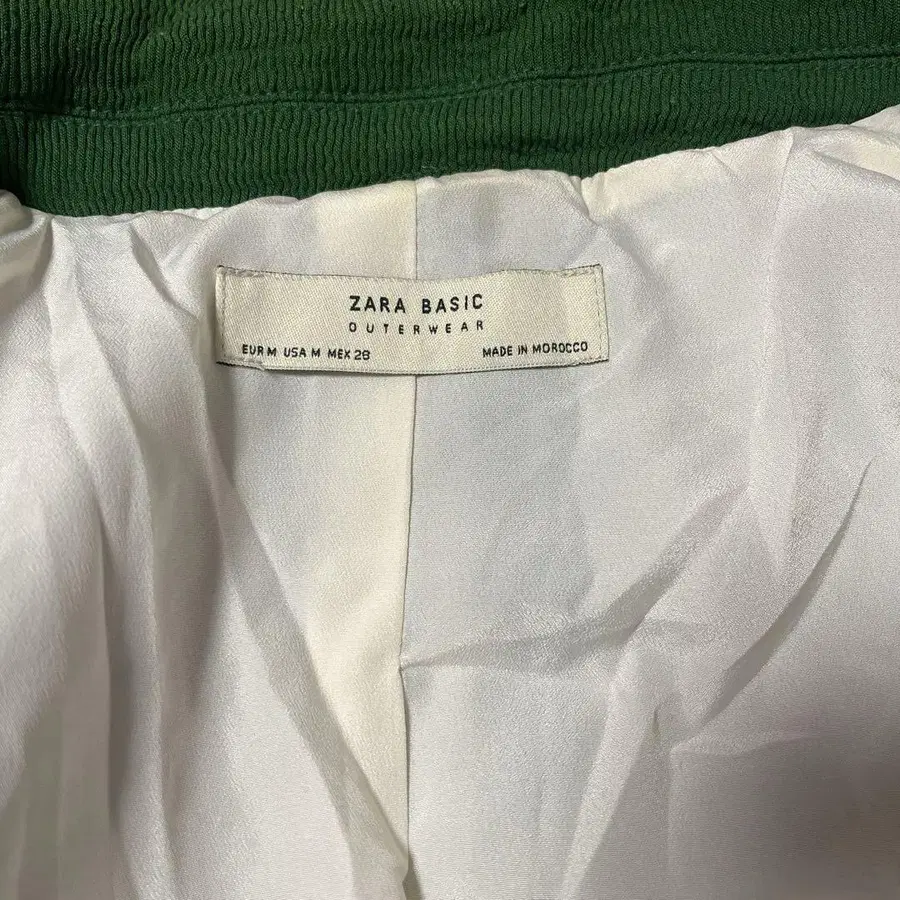 ZARA BASIC
OUTERWEAR
EUR M USA M MEX 28 MADE IN MOROCCO